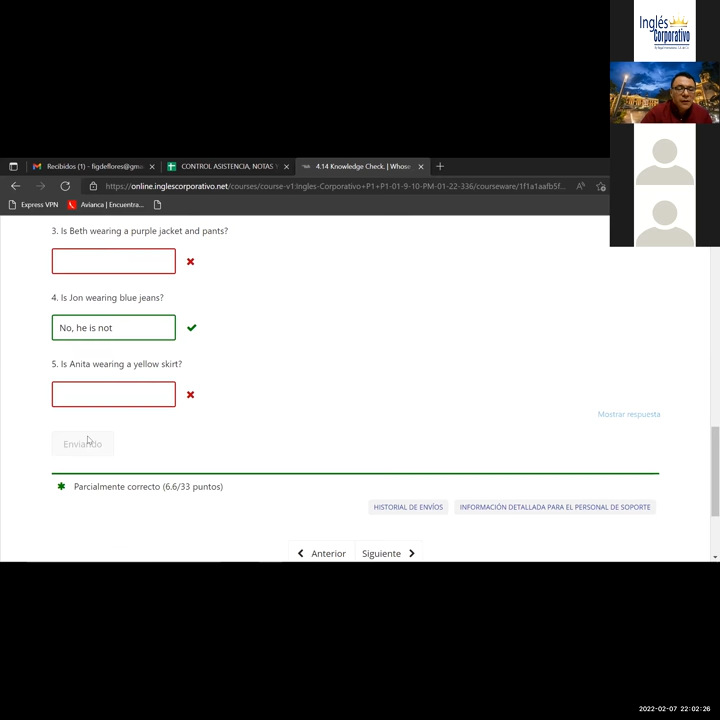 Inglés
Corporativo
Recibidos (1) - figdeflores@gma
CONTROL ASISTENCIA, NOTAS Y
4.14 Knowledge Check. | Whose
https://online.inglescorporativo.net/courses/course-v1:Ingles-Corporativo+P1+P1-01-9-10-PM-01-22-336/courseware/1f1a1aafb5f...
Express VPN
Avianca | Encuentra...
3. Is Beth wearing a purple jacket and pants?
4. Is Jon wearing blue jeans?
No, he is not
5. Is Anita wearing a yellow skirt?
Mostrar respuesta
Enviando
Parcialmente correcto (6.6/33 puntos)
HISTORIAL DE ENVÍOS
INFORMACIÓN DETALLADA PARA EL PERSONAL DE SOPORTE
Anterior
Siguiente
2022-02-07 22:02:26